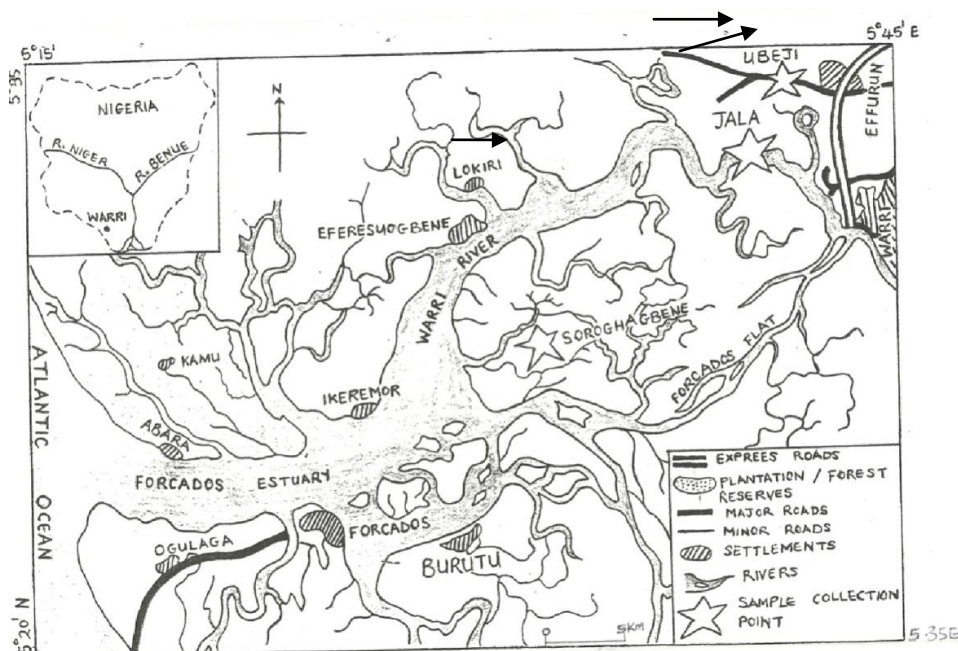 5°15'
5°45' E
5°35
N
NIGERIA
R. NIGER
R. BENUE
WARRI
UBEJI
JALA
EFFURUN
WARRI
LOKIRI
EFERESUOGBENE
WARRI RIVER
SOROGHAGBENE
FORCADOS FLAT
KAMU
IKEREMOR
ABARA
ATLANTIC OCEAN
FORCADOS ESTUARY
FORCADOS
OGULAGA
BURUTU
EXPREES ROADS
PLANTATION / FOREST
RESERVES
MAJOR ROADS
MINOR ROADS
SETTLEMENTS
RIVERS
SAMPLE COLLECTION
POINT
5°20' N
5KM
5.35E